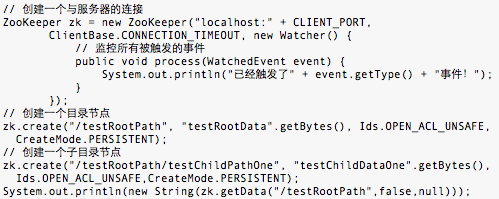 // 创建一个与服务器的连接
ZooKeeper zk = new ZooKeeper("localhost:" + CLIENT_PORT,
ClientBase.CONNECTION_TIMEOUT, new Watcher() {
// 监控所有被触发的事件
public void process(WatchedEvent event) {
System.out.println("已经触发了" + event.getType() + "事件！");
}
});
// 创建一个目录节点
zk.create("/testRootPath", "testRootData".getBytes(), Ids.OPEN_ACL_UNSAFE,
CreateMode.PERSISTENT);
// 创建一个子目录节点
zk.create("/testRootPath/testChildPathOne", "testChildDataOne".getBytes(),
Ids.OPEN_ACL_UNSAFE,CreateMode.PERSISTENT);
System.out.println(new String(zk.getData("/testRootPath",false,null)));